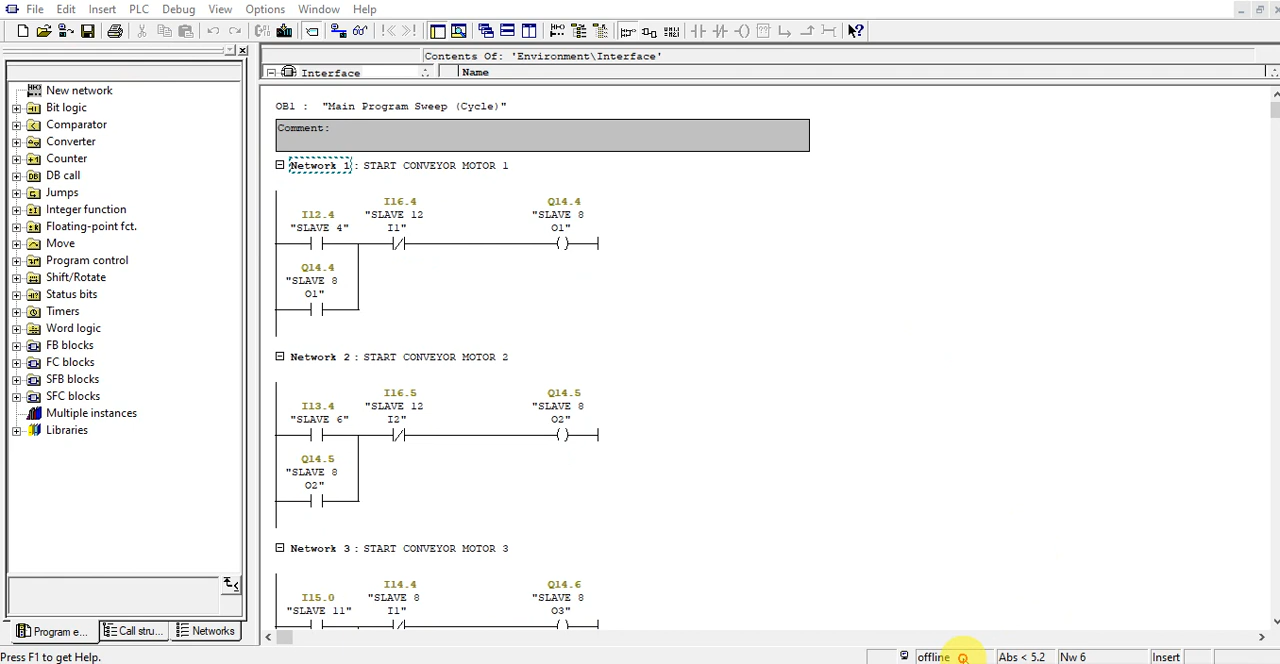 File Edit Insert PLC Debug View Options Window Help
Contents Of: 'Environment\Interface'
Interface Name
New network
Bit logic
Comparator
Converter
Counter
DB call
Jumps
Integer function
Floating-point fct.
Move
Program control
Shift/Rotate
Status bits
Timers
Word logic
FB blocks
FC blocks
SFB blocks
SFC blocks
Multiple instances
Libraries
Program e... Call stru... Networks
OB1 : "Main Program Sweep (Cycle)"
Comment:
Network 1 : START CONVEYOR MOTOR 1
I16.4 Q14.4
I12.4 "SLAVE 12 "SLAVE 8
"SLAVE 4" I1" O1"
Q14.4
"SLAVE 8
O1"
Network 2 : START CONVEYOR MOTOR 2
I16.5 Q14.5
I13.4 "SLAVE 12 "SLAVE 8
"SLAVE 6" I2" O2"
Q14.5
"SLAVE 8
O2"
Network 3 : START CONVEYOR MOTOR 3
I14.4 Q14.6
I15.0 "SLAVE 8 "SLAVE 8
"SLAVE 11" I1" O3"
Press F1 to get Help. offline Abs < 5.2 Nw 6 Insert